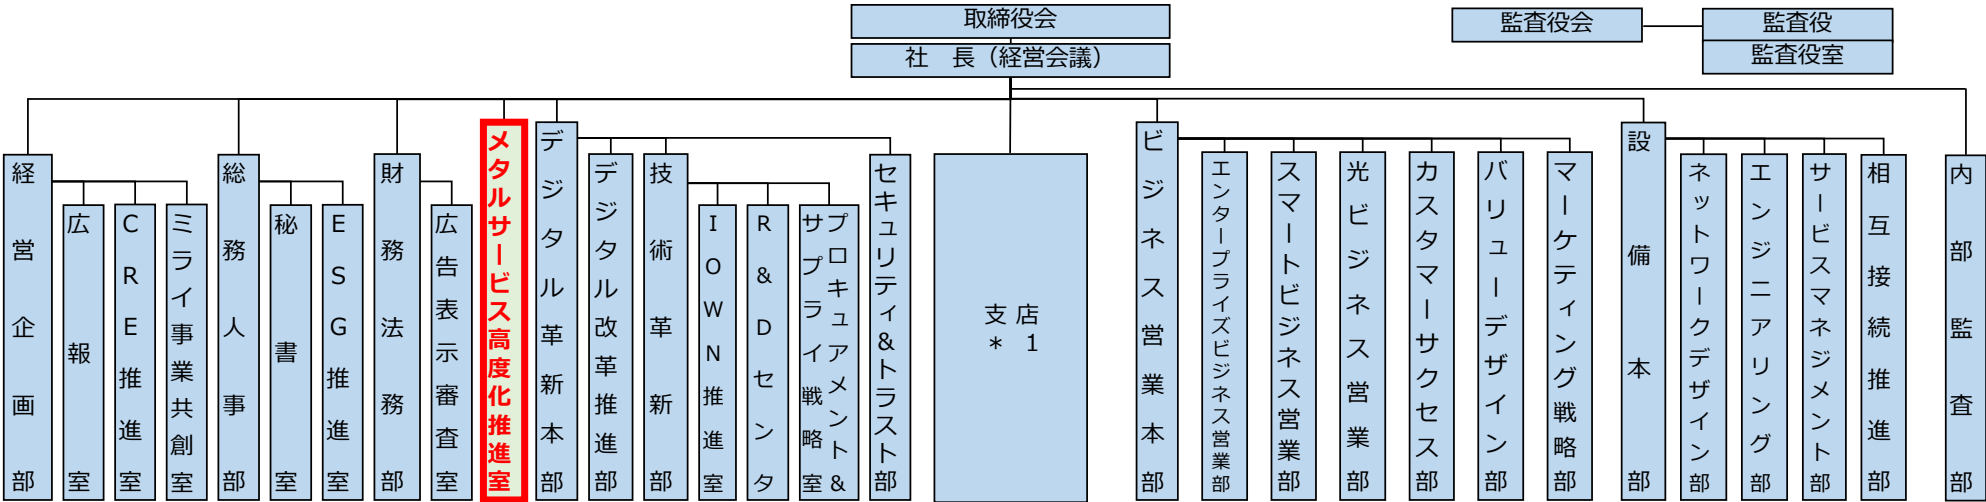 取締役会
社　長（経営会議）
監査役会
監査役
監査役室
経営企画部
広報室
CRE推進室
ミライ事業共創室
総務人事部
秘書室
ESG推進室
財務法務部
広告表示審査室
メタルサービス高度化推進室
デジタル革新本部
デジタル改革推進部
技術革新部
IOWN推進室
R&Dセンタ
プロキュアメント&
サプライ戦略室
セキュリティ&トラスト部
支店
＊１
ビジネス営業本部
エンタープライズビジネス営業部
スマートビジネス営業部
光ビジネス営業部
カスタマーサクセス部
バリューデザイン部
マーケティング戦略部
設備本部
ネットワークデザイン部
エンジニアリング部
サービスマネジメント部
相互接続推進部
内部監査部